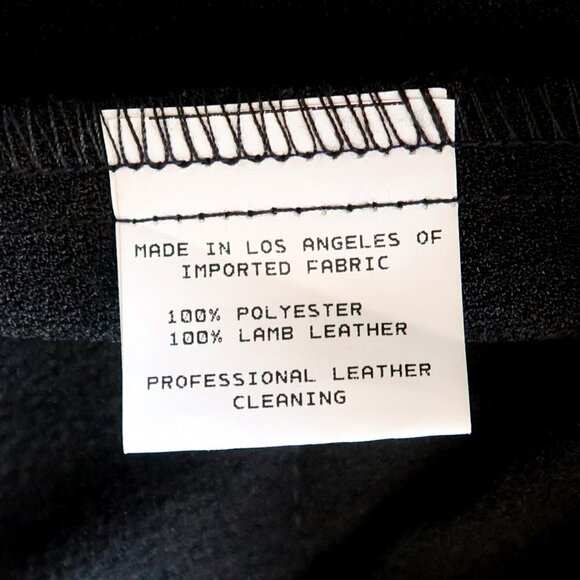 MADE IN LOS ANGELES OF
IMPORTED FABRIC
100% POLYESTER
100% LAMB LEATHER
PROFESSIONAL LEATHER
CLEANING